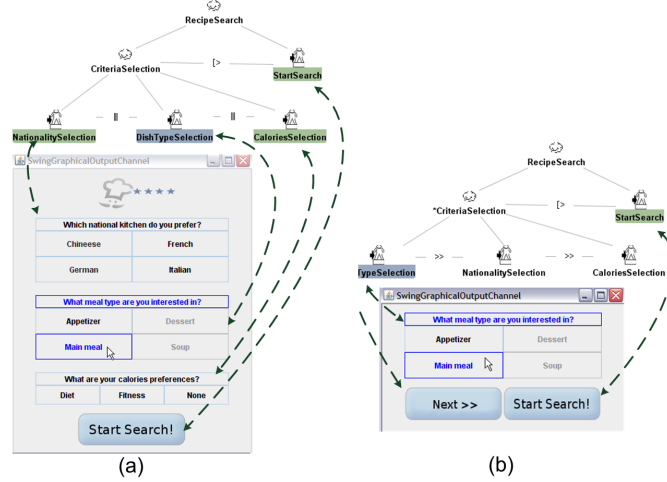 RecipeSearch
CriteriaSelection
[>
StartSearch
|||
|||
NationalitySelection
DishTypeSelection
CaloriesSelection
SwingGraphicalOutputChannel
Which national kitchen do you prefer?
Chineese
French
German
Italian
What meal type are you interested in?
Appetizer
Dessert
Main meal
Soup
What are your calories preferences?
Diet
Fitness
None
Start Search!
(a)
RecipeSearch
*CriteriaSelection
[>
StartSearch
TypeSelection
>>
NationalitySelection
>>
CaloriesSelection
SwingGraphicalOutputChannel
What meal type are you interested in?
Appetizer
Dessert
Main meal
Soup
Next >>
Start Search!
(b)